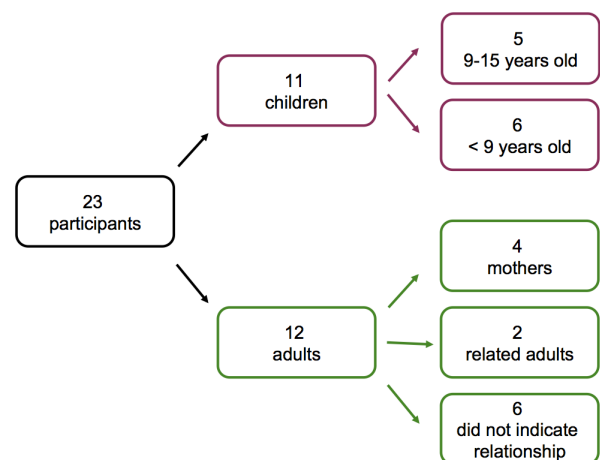 23
participants
11
children
5
9-15 years old
6
< 9 years old
12
adults
4
mothers
2
related adults
6
did not indicate
relationship